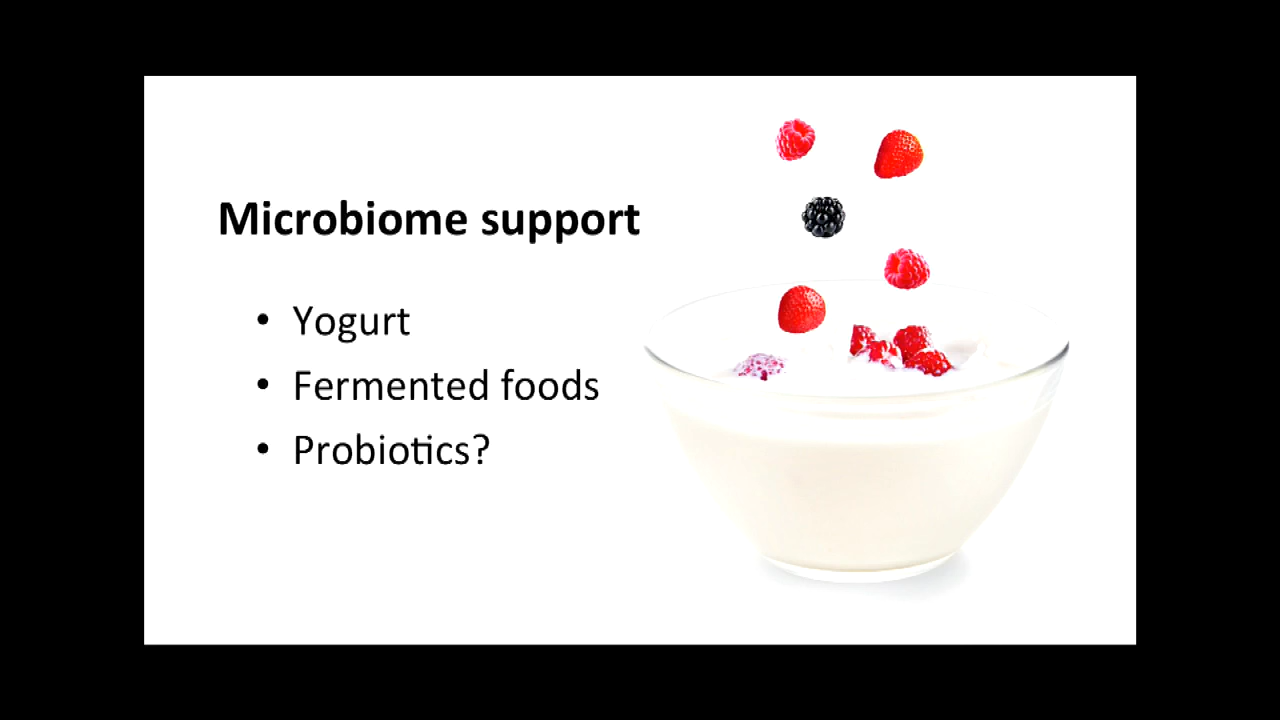 Microbiome support
• Yogurt
• Fermented foods
• Probiotics?